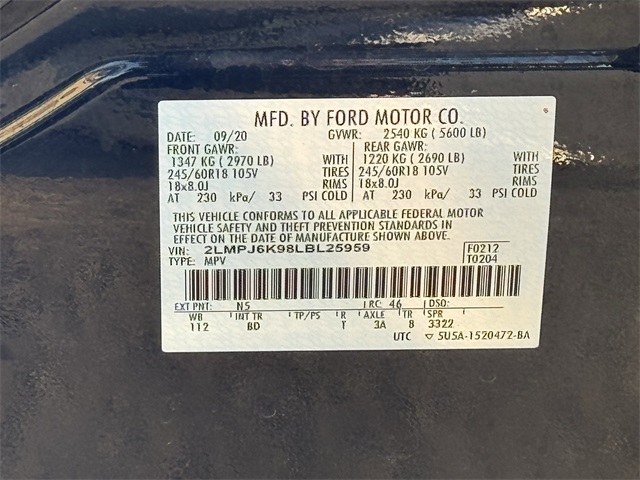 MFD. BY FORD MOTOR CO.
DATE: 09/20 GVWR: 2540 KG ( 5600 LB)
FRONT GAWR: REAR GAWR:
1347 KG ( 2970 LB) WITH 1220 KG ( 2690 LB) WITH
245/60R18 105V TIRES 245/60R18 105V TIRES
18x8.0J RIMS 18x8.0J RIMS
AT 230 kPa/ 33 PSI COLD AT 230 kPa/ 33 PSI COLD
THIS VEHICLE CONFORMS TO ALL APPLICABLE FEDERAL MOTOR
VEHICLE SAFETY AND THEFT PREVENTION STANDARDS IN
EFFECT ON THE DATE OF MANUFACTURE SHOWN ABOVE.
VIN: 2LMPJ6K98LBL25959 F0212
TYPE: MPV T0204
EXT PNT: N5 RC: 46 DSO:
WB INT TR TP/PS R AXLE TR SPR
112 BD T 3A 8 3322
UTC ▽ 5U5A-1520472-BA